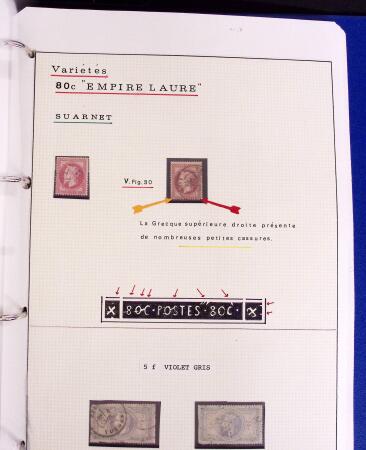 Variétés
80c "EMPIRE LAURE"
SUARNET
V. Fig. 30
La Grecque supérieure droite présente
de nombreuses petites cassures.
80C·POSTES·80C
5 f VIOLET GRIS